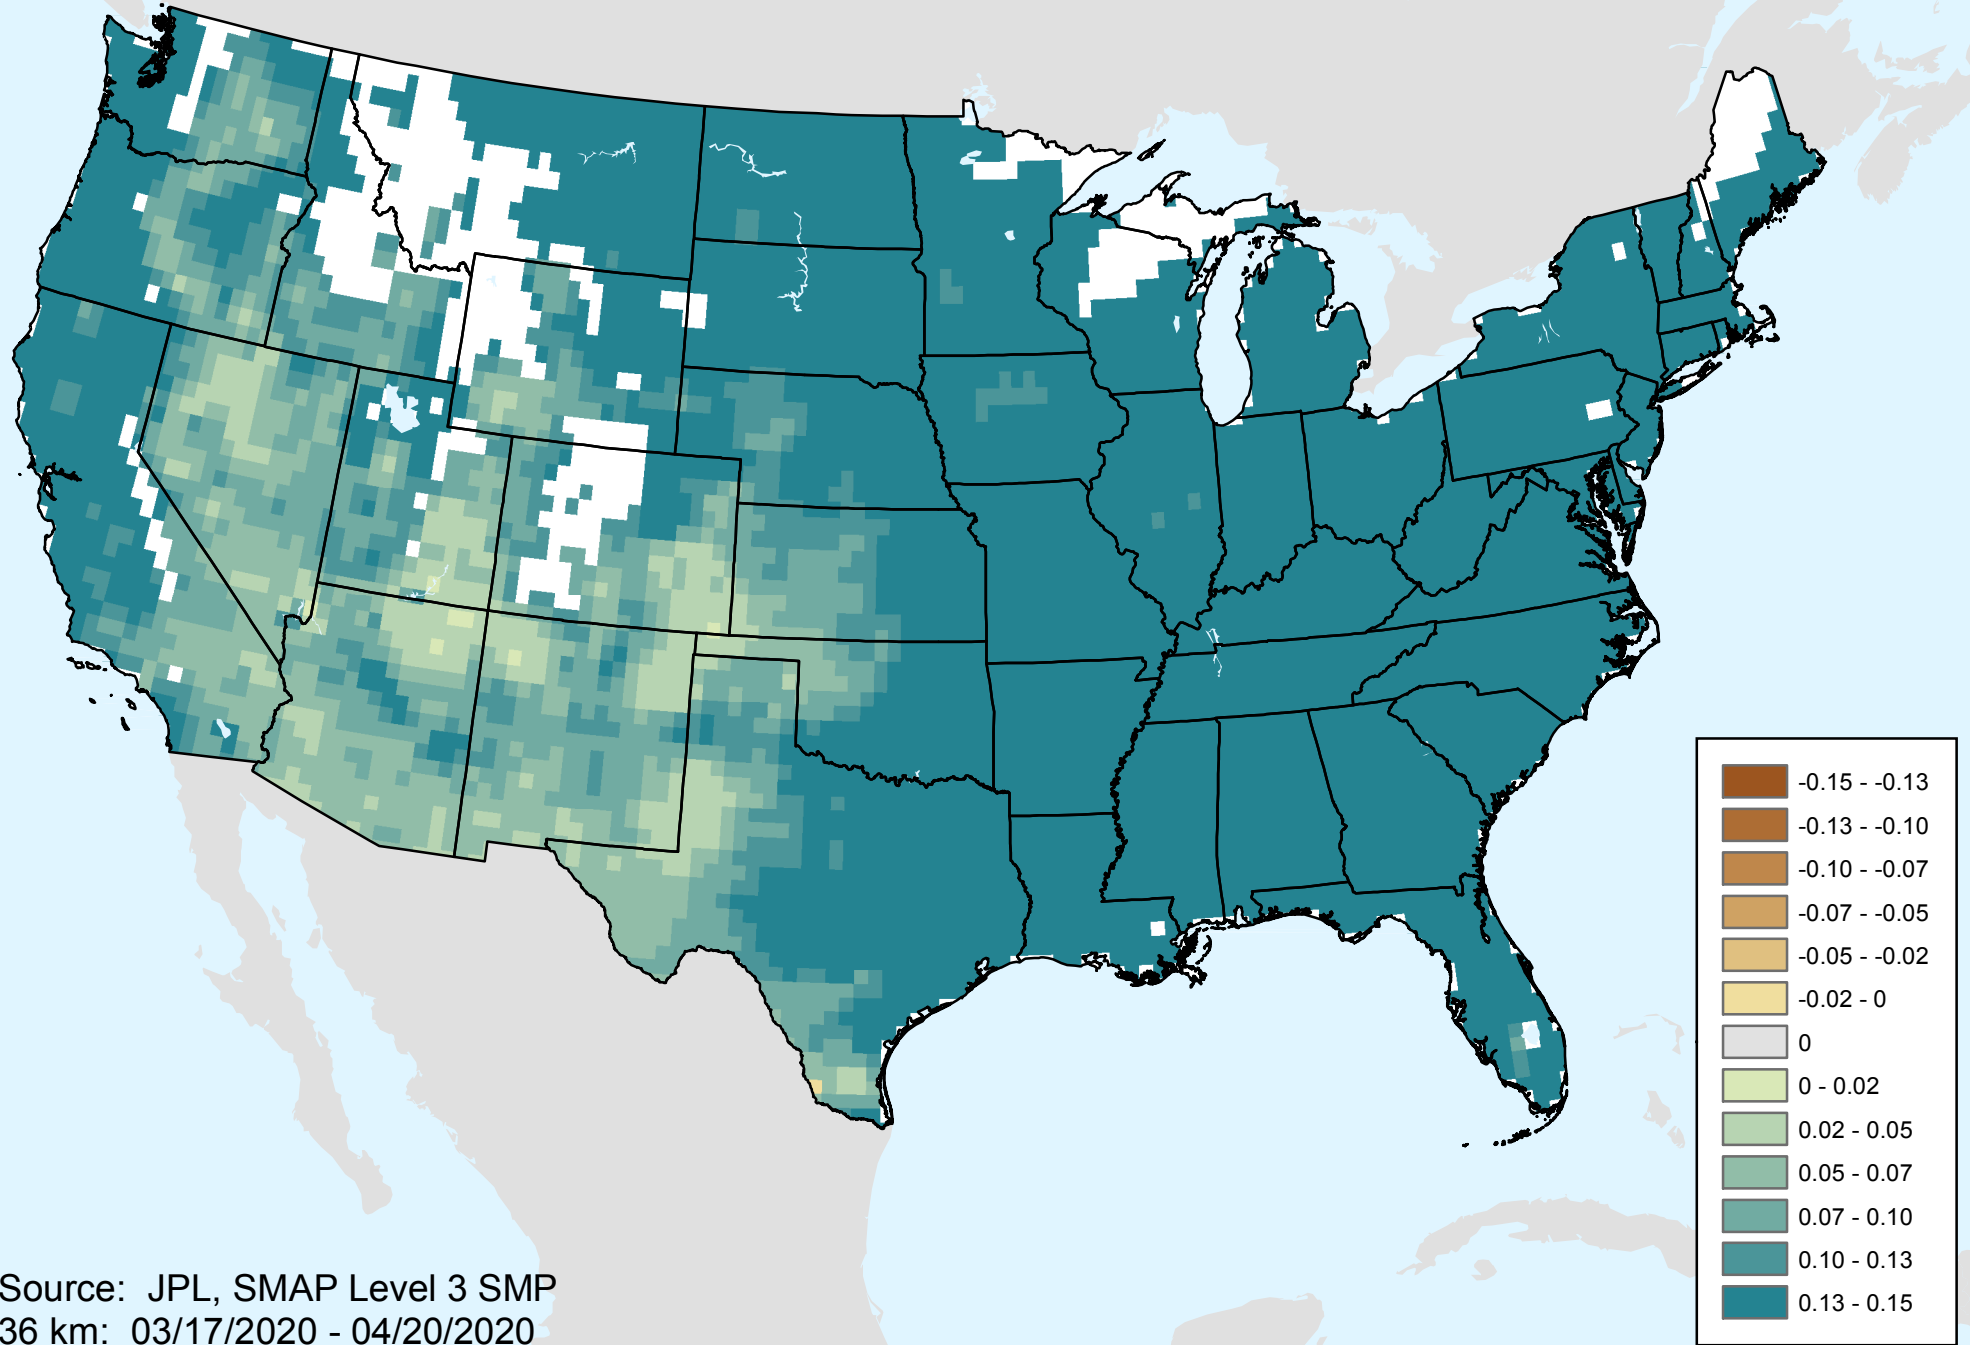 -0.15 - -0.13
-0.13 - -0.10
-0.10 - -0.07
-0.07 - -0.05
-0.05 - -0.02
-0.02 - 0
0
0 - 0.02
0.02 - 0.05
0.05 - 0.07
0.07 - 0.10
0.10 - 0.13
0.13 - 0.15
Source: JPL, SMAP Level 3 SMP
36 km: 03/17/2020 - 04/20/2020